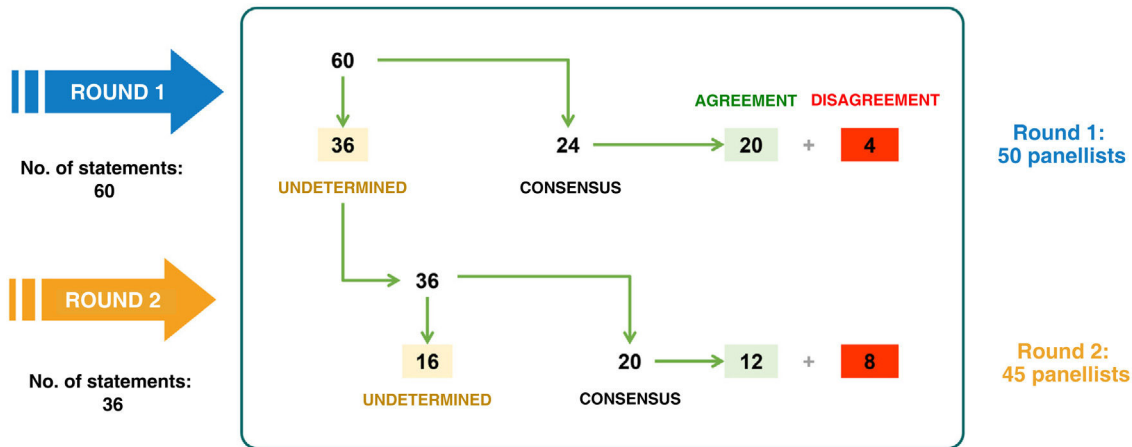 ROUND 1
No. of statements:
60
60
AGREEMENT DISAGREEMENT
36 24 20 + 4
UNDETERMINED CONSENSUS
Round 1:
50 panellists
ROUND 2
No. of statements:
36
36
16 20 12 + 8
UNDETERMINED CONSENSUS
Round 2:
45 panellists